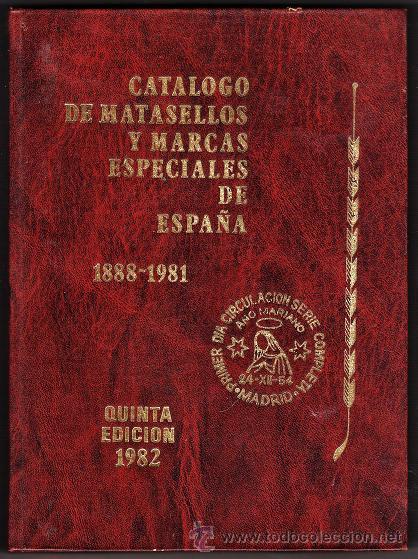 CATALOGO
DE MATASELLOS
Y MARCAS
ESPECIALES
DE
ESPAÑA
1888-1981
PRIMER DIA CIRCULACION SERIE COMPLETA
AÑO MARIANO
24-XII-54
MADRID
QUINTA
EDICION
1982
© www.todocoleccion.net